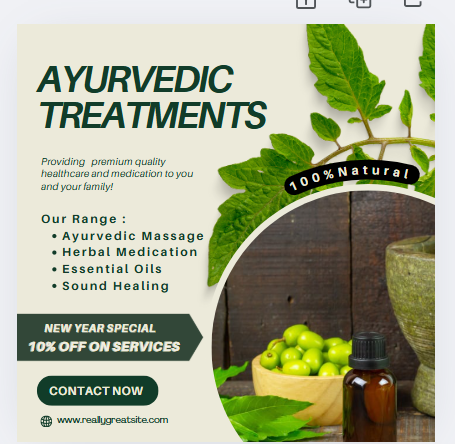 AYURVEDIC
TREATMENTS
Providing premium quality
healthcare and medication to you
and your family!
100% Natural
Our Range :
• Ayurvedic Massage
• Herbal Medication
• Essential Oils
• Sound Healing
NEW YEAR SPECIAL
10% OFF ON SERVICES
CONTACT NOW
www.reallygreatsite.com